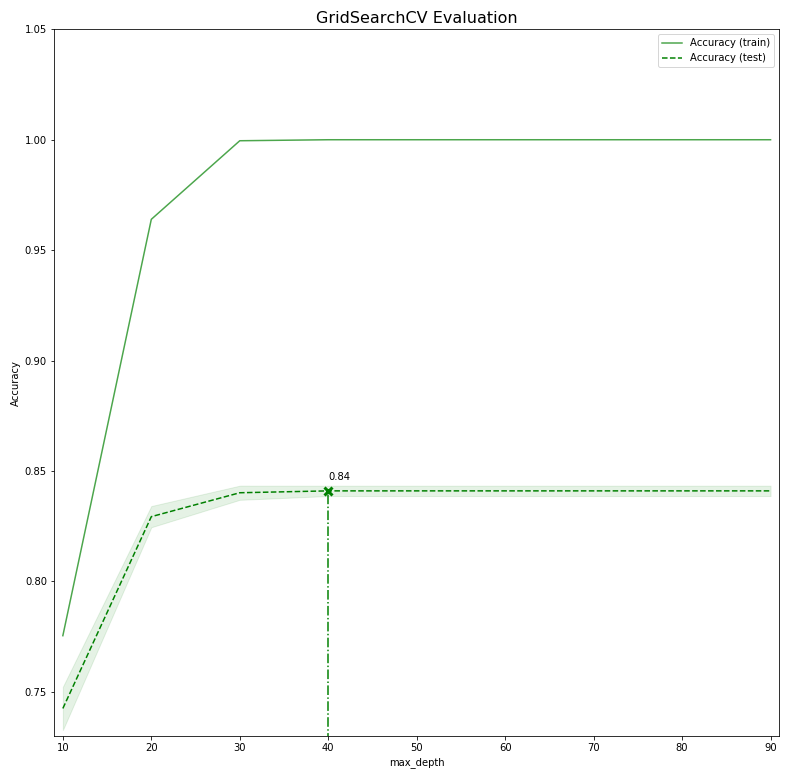 GridSearchCV Evaluation
1.05
Accuracy (train)
Accuracy (test)
1.00
0.95
0.90
Accuracy
0.85
0.84
0.80
0.75
10 20 30 40 50 60 70 80 90
max_depth